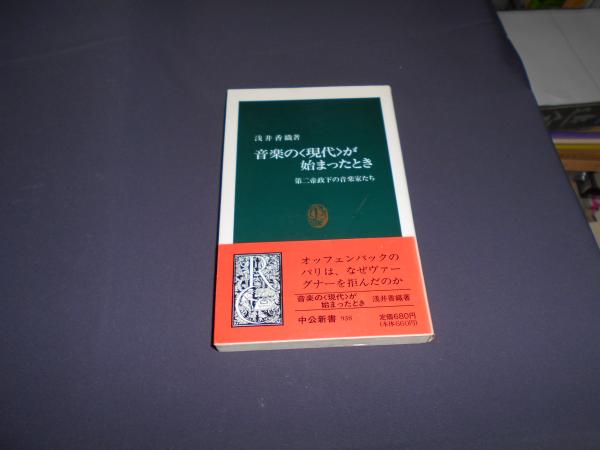 浅井香織著
音楽の〈現代〉が
始まったとき
第二帝政下の音楽家たち
オッフェンバックの
パリは、なぜヴァー
グナーを拒んだのか
音楽の〈現代〉が
始まったとき
浅井香織著
中公新書 938
定価680円
(本体660円)